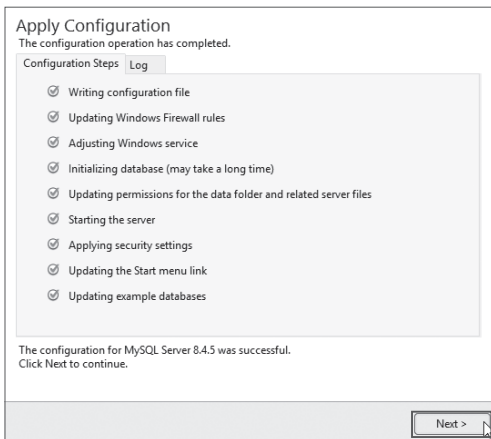 Apply Configuration
The configuration operation has completed.
Configuration Steps Log
Writing configuration file
Updating Windows Firewall rules
Adjusting Windows service
Initializing database (may take a long time)
Updating permissions for the data folder and related server files
Starting the server
Applying security settings
Updating the Start menu link
Updating example databases
The configuration for MySQL Server 8.4.5 was successful.
Click Next to continue.
Next >